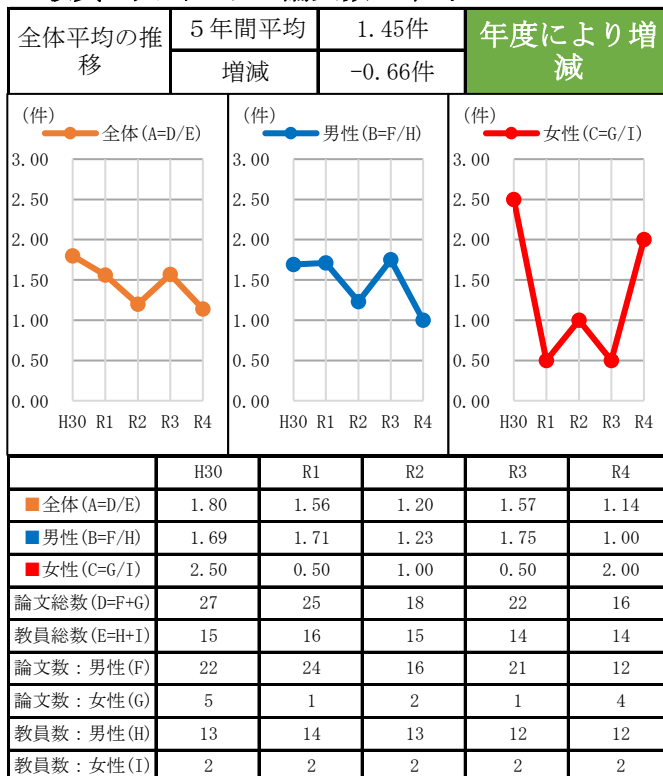 全体平均の推移
５年間平均 1.45件
増減 -0.66件
年度により増減
(件)
全体(A=D/E)
3.00
2.50
2.00
1.50
1.00
0.50
0.00
H30 R1 R2 R3 R4
(件)
男性(B=F/H)
3.00
2.50
2.00
1.50
1.00
0.50
0.00
H30 R1 R2 R3 R4
(件)
女性(C=G/I)
3.00
2.50
2.00
1.50
1.00
0.50
0.00
H30 R1 R2 R3 R4
H30 R1 R2 R3 R4
■全体(A=D/E) 1.80 1.56 1.20 1.57 1.14
■男性(B=F/H) 1.69 1.71 1.23 1.75 1.00
■女性(C=G/I) 2.50 0.50 1.00 0.50 2.00
論文総数(D=F+G) 27 25 18 22 16
教員総数(E=H+I) 15 16 15 14 14
論文数：男性(F) 22 24 16 21 12
論文数：女性(G) 5 1 2 1 4
教員数：男性(H) 13 14 13 12 12
教員数：女性(I) 2 2 2 2 2